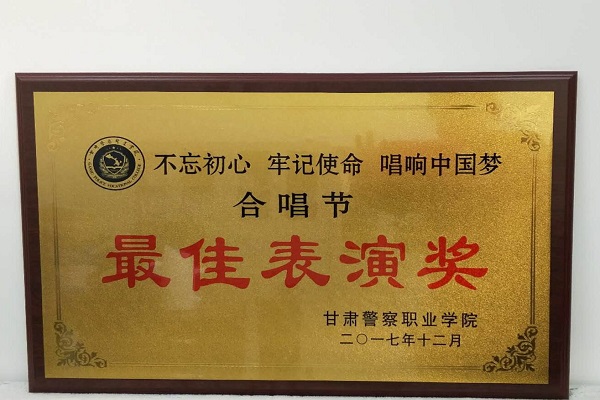 不忘初心 牢记使命 唱响中国梦
合唱节
最佳表演奖
甘肃警察职业学院
二〇一七年十二月